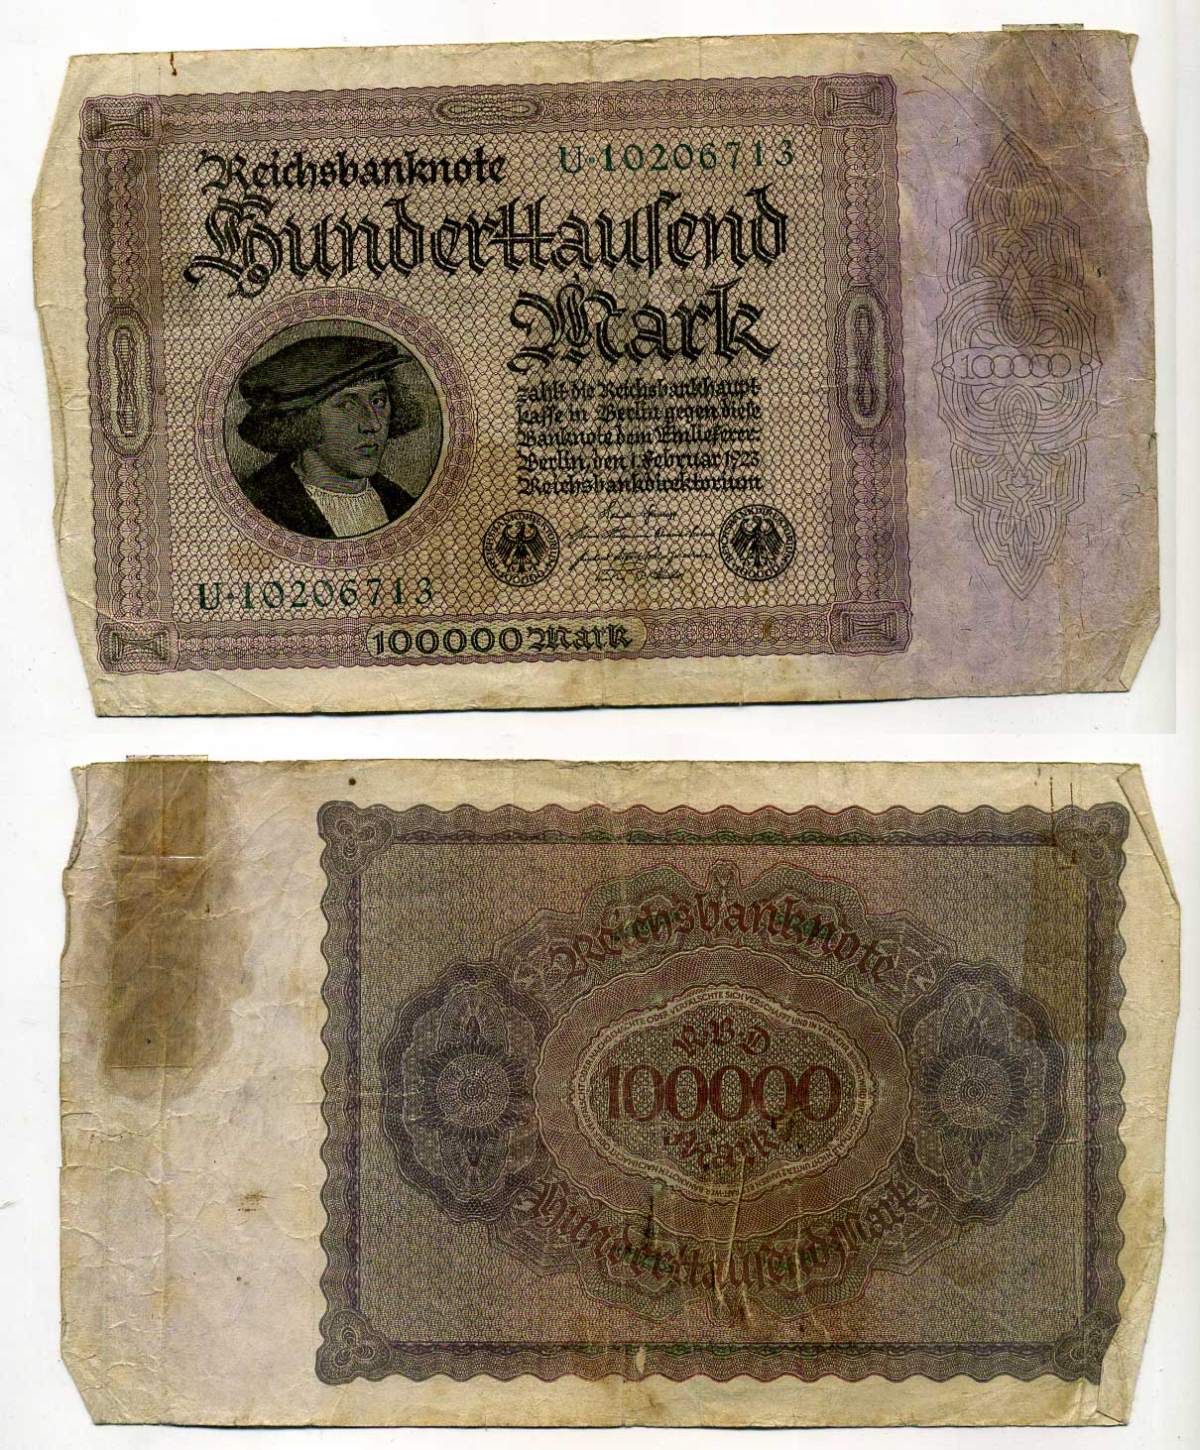 Reichsbanknote U·10206713
Hunderttausend
Mark
zahlt die Reichsbankhaupt-
kasse in Berlin gegen diese
Banknote dem Einlieferer.
Berlin, den 1. Februar 1923
Reichsbankdirektorium
U·10206713
100000 Mark
100000
Reichsbanknote
RBD
100000
Mark
Hunderttausend Mark